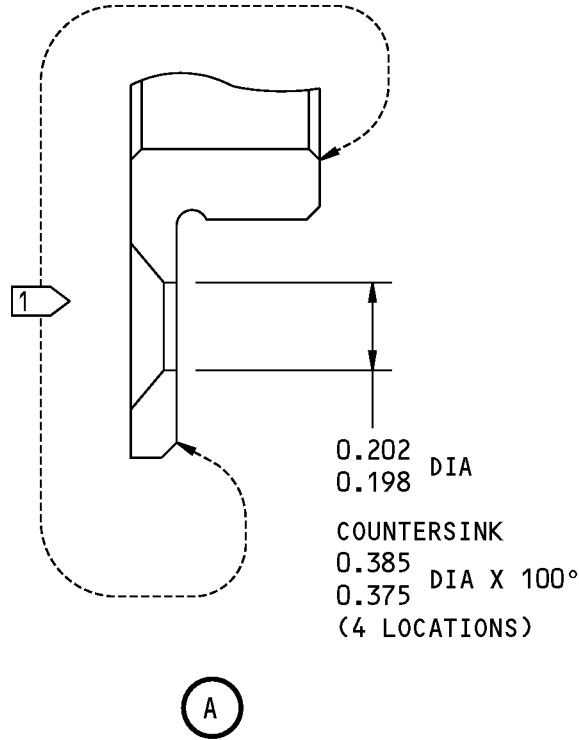 1
0.202
0.198 DIA
COUNTERSINK
0.385
0.375 DIA X 100°
(4 LOCATIONS)
A